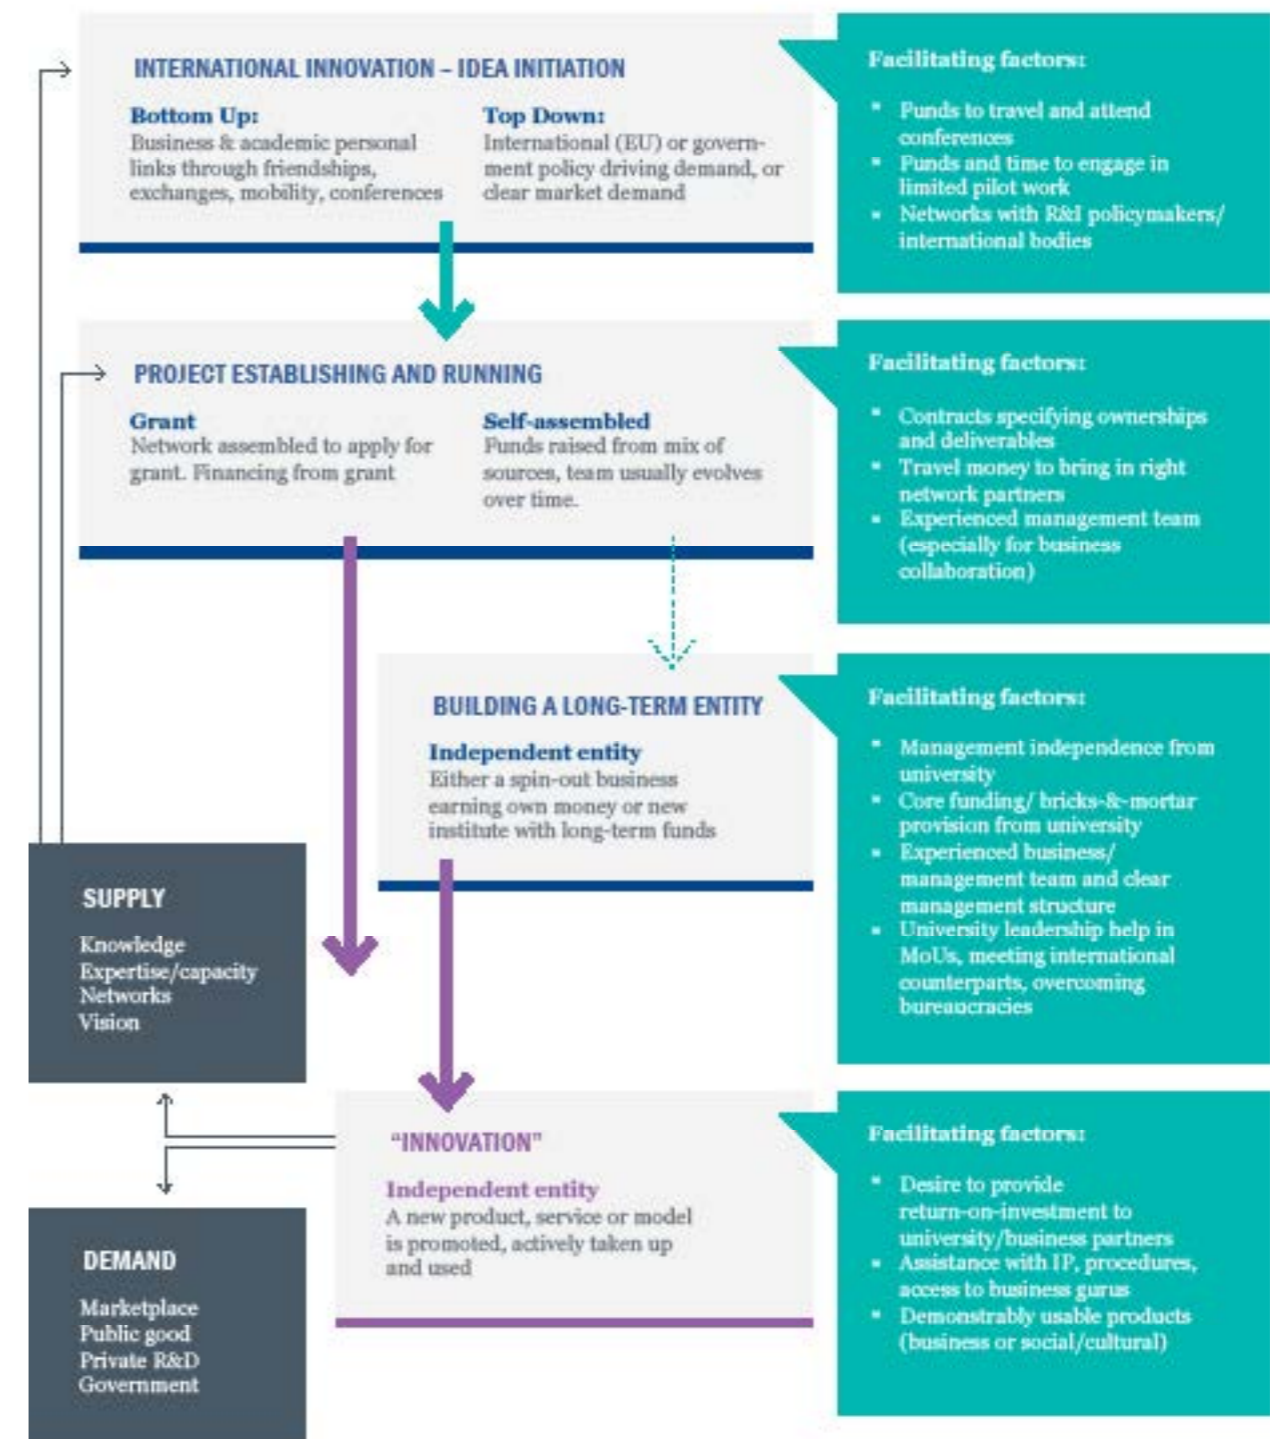 INTERNATIONAL INNOVATION – IDEA INITIATION
Bottom Up:
Business & academic personal
links through friendships,
exchanges, mobility, conferences
Top Down:
International (EU) or govern-
ment policy driving demand, or
clear market demand
Facilitating factors:
▪ Funds to travel and attend
conferences
▪ Funds and time to engage in
limited pilot work
▪ Networks with R&I policymakers/
international bodies
PROJECT ESTABLISHING AND RUNNING
Grant
Network assembled to apply for
grant. Financing from grant
Self-assembled
Funds raised from mix of
sources, team usually evolves
over time.
Facilitating factors:
▪ Contracts specifying ownerships
and deliverables
▪ Travel money to bring in right
network partners
▪ Experienced management team
(especially for business
collaboration)
BUILDING A LONG-TERM ENTITY
Independent entity
Either a spin-out business
earning own money or new
institute with long-term funds
Facilitating factors:
▪ Management independence from
university
▪ Core funding/ bricks-&-mortar
provision from university
▪ Experienced business/
management team and clear
management structure
▪ University leadership help in
MoUs, meeting international
counterparts, overcoming
bureaucracies
SUPPLY
Knowledge
Expertise/capacity
Networks
Vision
"INNOVATION"
Independent entity
A new product, service or model
is promoted, actively taken up
and used
Facilitating factors:
▪ Desire to provide
return-on-investment to
university/business partners
▪ Assistance with IP, procedures,
access to business gurus
▪ Demonstrably usable products
(business or social/cultural)
DEMAND
Marketplace
Public good
Private R&D
Government